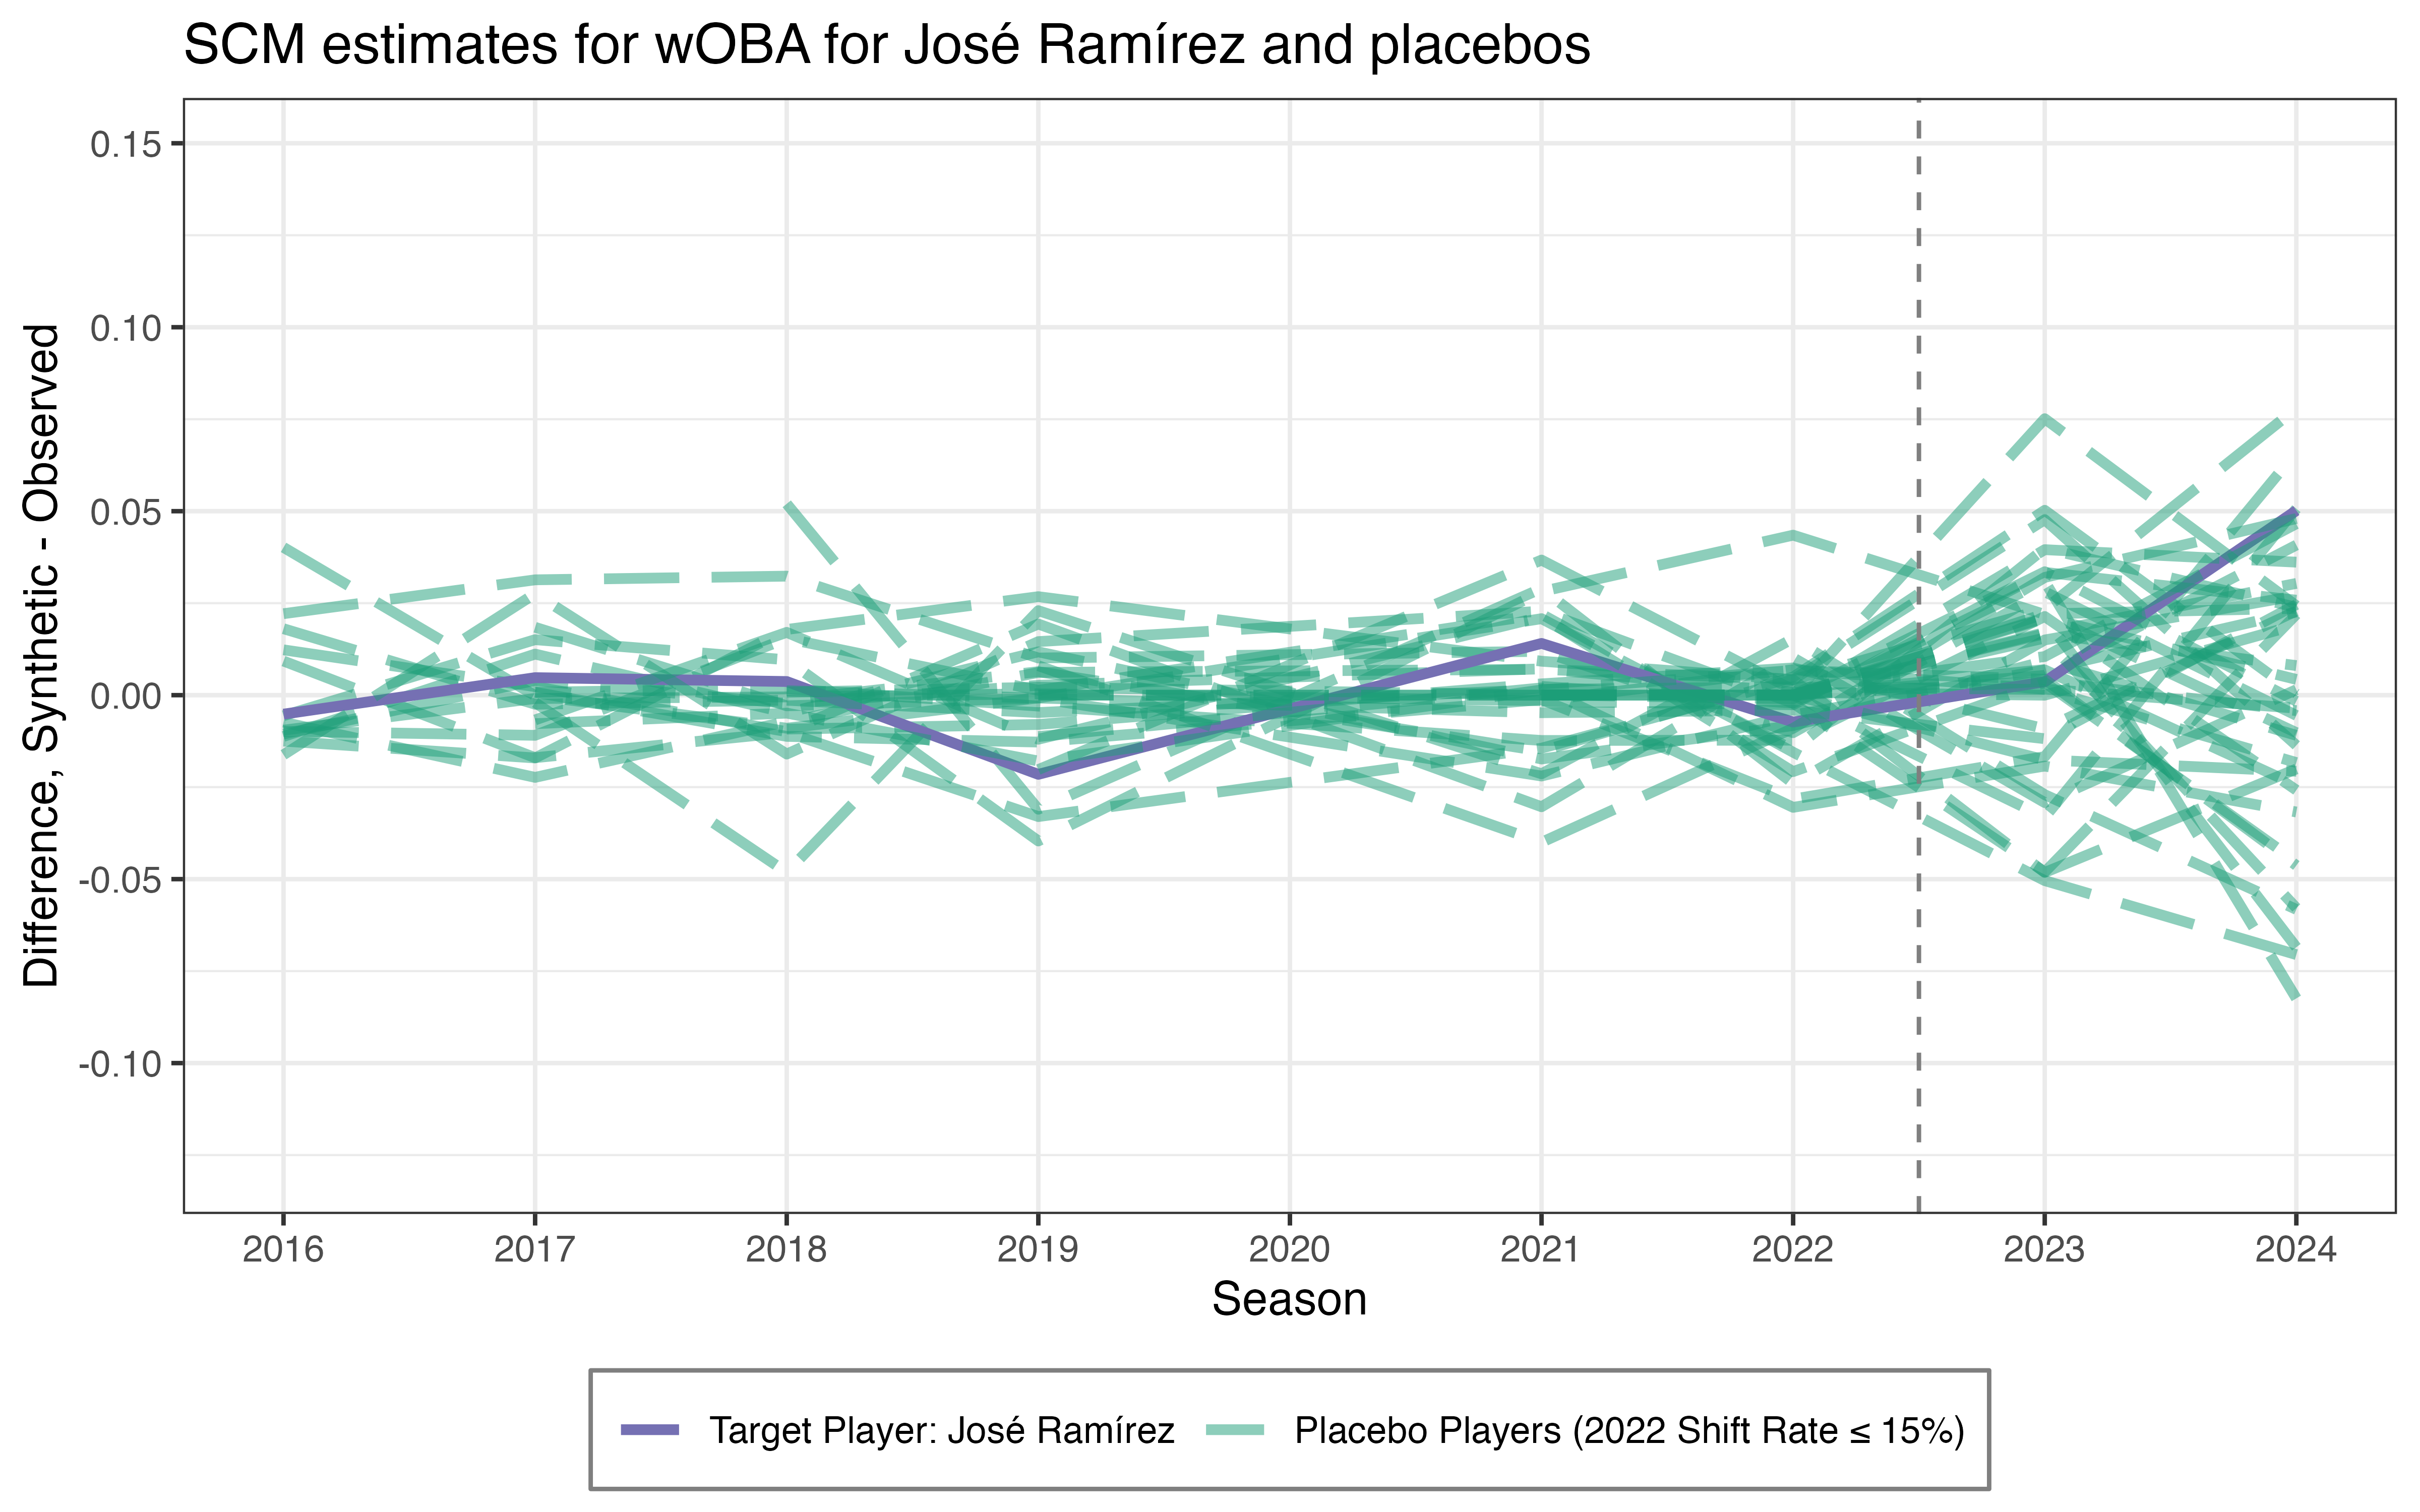 SCM estimates for wOBA for José Ramírez and placebos
Difference, Synthetic - Observed
0.15
0.10
0.05
0.00
-0.05
-0.10
2016 2017 2018 2019 2020 2021 2022 2023 2024
Season
Target Player: José Ramírez Placebo Players (2022 Shift Rate ≤ 15%)